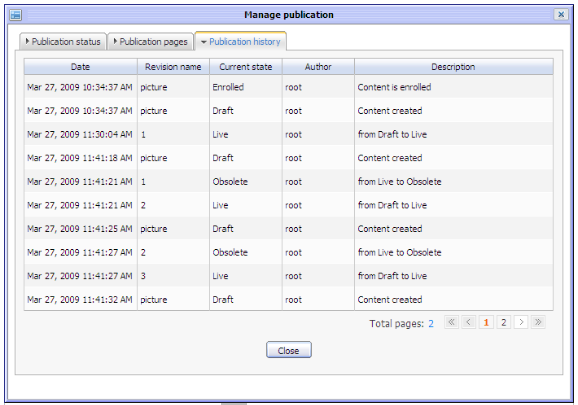 Manage publication
Publication status Publication pages Publication history
Date Revision name Current state Author Description
Mar 27, 2009 10:34:37 AM picture Enrolled root Content is enrolled
Mar 27, 2009 10:34:37 AM picture Draft root Content created
Mar 27, 2009 11:30:04 AM 1 Live root from Draft to Live
Mar 27, 2009 11:41:18 AM picture Draft root Content created
Mar 27, 2009 11:41:21 AM 1 Obsolete root from Live to Obsolete
Mar 27, 2009 11:41:21 AM 2 Live root from Draft to Live
Mar 27, 2009 11:41:25 AM picture Draft root Content created
Mar 27, 2009 11:41:27 AM 2 Obsolete root from Live to Obsolete
Mar 27, 2009 11:41:27 AM 3 Live root from Draft to Live
Mar 27, 2009 11:41:32 AM picture Draft root Content created
Total pages: 2 « < 1 2 > »
Close